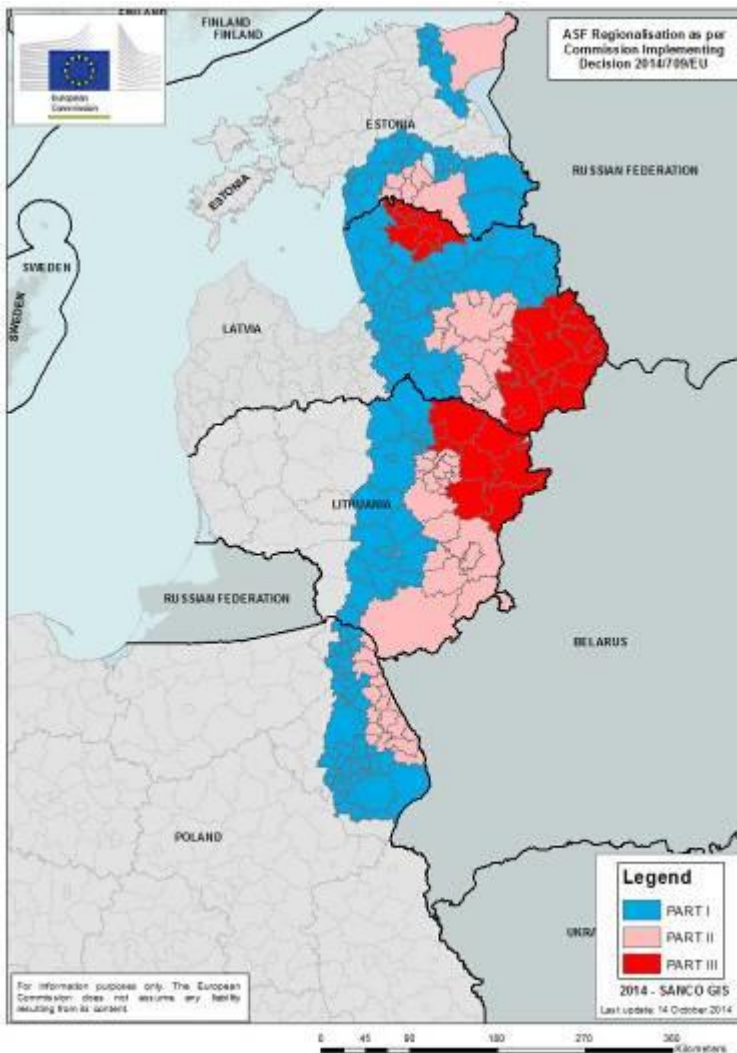 FINLAND
FINLAND
FINLAND
European
Commission
ASF Regionalisation as per
Commission Implementing
Decision 2014/709/EU
ESTONIA
RUSSIAN FEDERATION
ESTONIA
SWEDEN
SWEDEN
LATVIA
LITHUANIA
RUSSIAN FEDERATION
BELARUS
POLAND
Legend
PART I
PART II
PART III
UKRA
2014 - SANCO GIS
Last update: 14 October 2014
For information purposes only. The European
Commission does not assume any liability
resulting from its content.
0 45 90 180 270 360
Kilometers